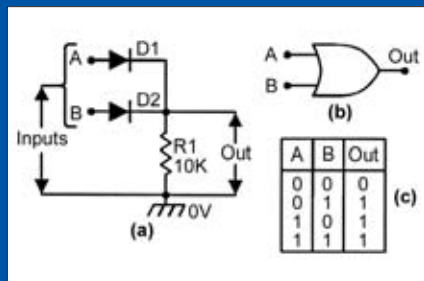 A
D1
B
D2
Inputs
R1
10K
Out
0V
(a)
A
B
Out
(b)
A B Out
0 0 0
0 1 1
1 0 1
1 1 1
(c)